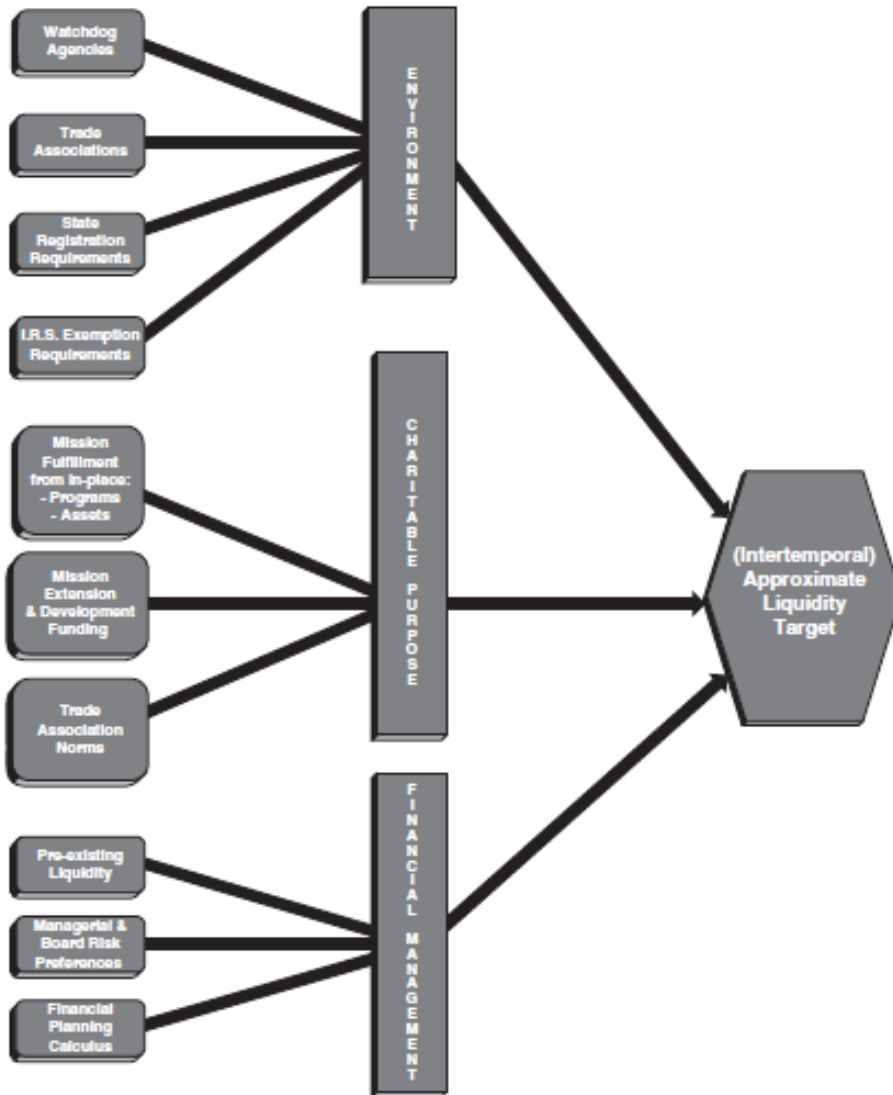 Watchdog
Agencies
Trade
Associations
State
Registration
Requirements
I.R.S. Exemption
Requirements
ENVIRONMENT
Mission
Fulfillment
from in-place:
- Programs
- Assets
Mission
Extension
& Development
Funding
Trade
Association
Norms
CHARITABLE PURPOSE
Pre-existing
Liquidity
Managerial &
Board Risk
Preferences
Financial
Planning
Calculus
FINANCIAL MANAGEMENT
(Intertemporal)
Approximate
Liquidity
Target